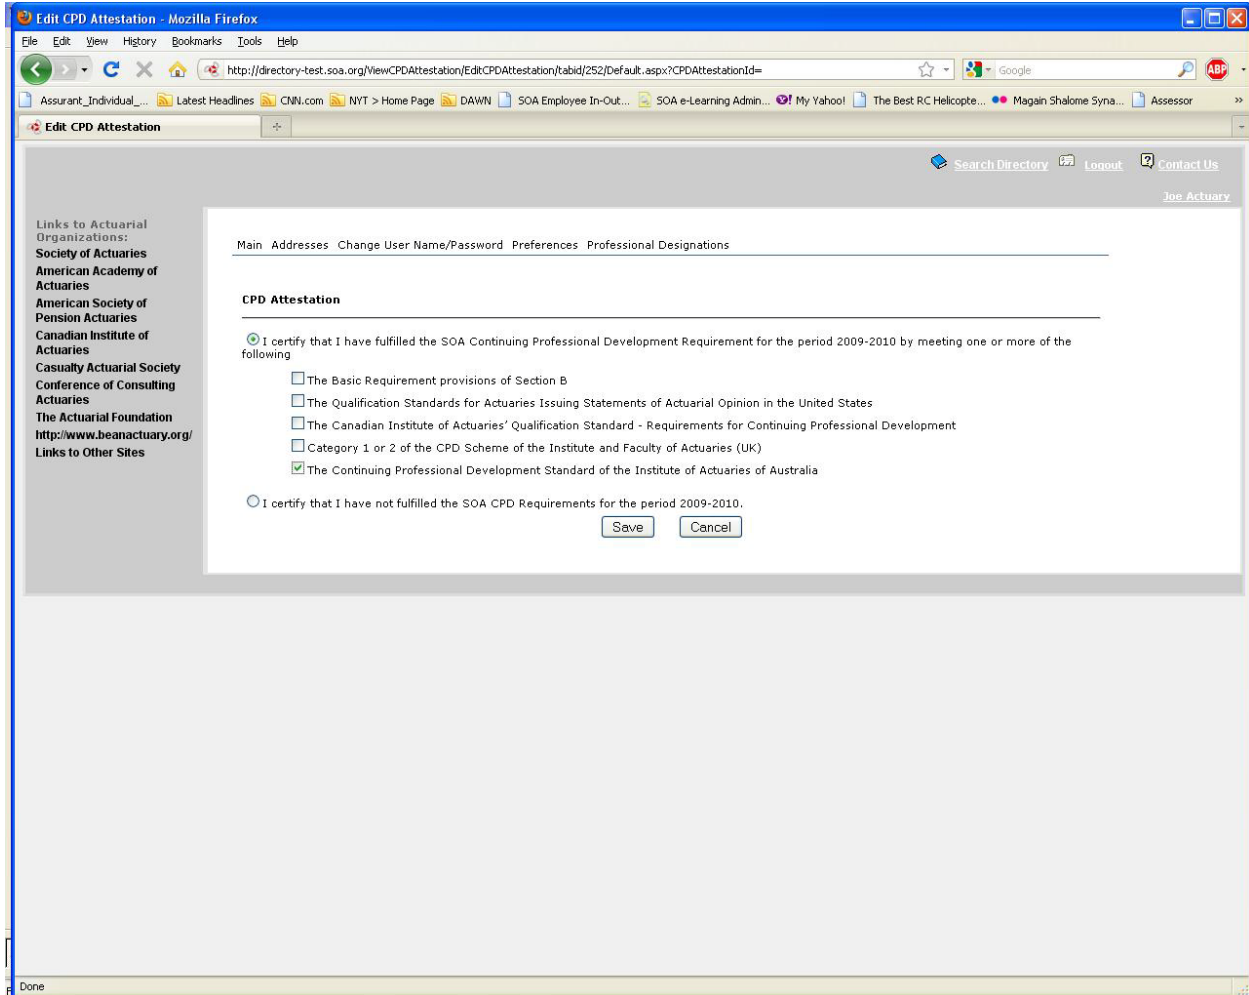 Edit CPD Attestation - Mozilla Firefox
File Edit View History Bookmarks Tools Help
http://directory-test.soa.org/ViewCPDAttestation/EditCPDAttestation/tabid/252/Default.aspx?CPDAttestationId=
Google
ABP
Assurant_Individual_... Latest Headlines CNN.com NYT > Home Page DAWN SOA Employee In-Out... SOA e-Learning Admin... My Yahoo! The Best RC Helicopte... Magain Shalome Syna... Assessor »
Edit CPD Attestation
Search Directory Logout Contact Us
Joe Actuary
Links to Actuarial
Organizations:
Society of Actuaries
American Academy of
Actuaries
American Society of
Pension Actuaries
Canadian Institute of
Actuaries
Casualty Actuarial Society
Conference of Consulting
Actuaries
The Actuarial Foundation
http://www.beanactuary.org/
Links to Other Sites
Main Addresses Change User Name/Password Preferences Professional Designations
CPD Attestation
I certify that I have fulfilled the SOA Continuing Professional Development Requirement for the period 2009-2010 by meeting one or more of the
following
The Basic Requirement provisions of Section B
The Qualification Standards for Actuaries Issuing Statements of Actuarial Opinion in the United States
The Canadian Institute of Actuaries' Qualification Standard - Requirements for Continuing Professional Development
Category 1 or 2 of the CPD Scheme of the Institute and Faculty of Actuaries (UK)
The Continuing Professional Development Standard of the Institute of Actuaries of Australia
I certify that I have not fulfilled the SOA CPD Requirements for the period 2009-2010.
Save Cancel
Done